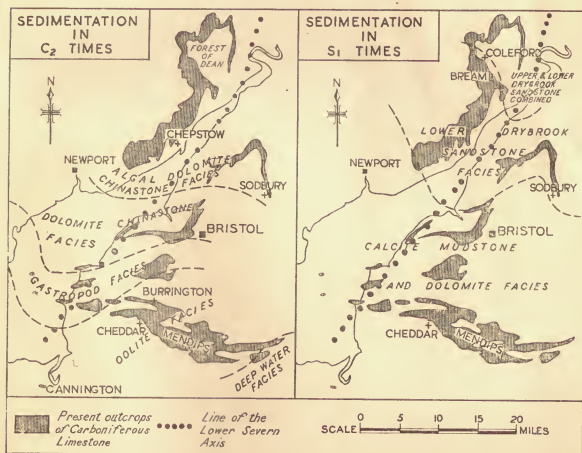 SEDIMENTATION
IN
C2 TIMES
FOREST
OF
DEAN
N
CHEPSTOW
NEWPORT
ALGAL DOLOMITE
CHINASTONE FACIES
SODBURY
DOLOMITE CHINASTONE
FACIES
BRISTOL
GASTROPOD FACIES
BURRINGTON
OOLITE FACIES
CHEDDAR
MENDIPS
DEEP WATER
FACIES
CANNINGTON
SEDIMENTATION
IN
S1 TIMES
COLEFORD
BREAM
UPPER & LOWER
DRYBROOK
SANDSTONE
COMBINED
N
LOWER DRYBROOK
SANDSTONE
FACIES
NEWPORT
SODBURY
BRISTOL
CALCITE MUDSTONE
AND DOLOMITE FACIES
CHEDDAR
MENDIPS
Present outcrops
of Carboniferous
Limestone
Line of the
Lower Severn
Axis
SCALE 0 5 10 15 20 MILES